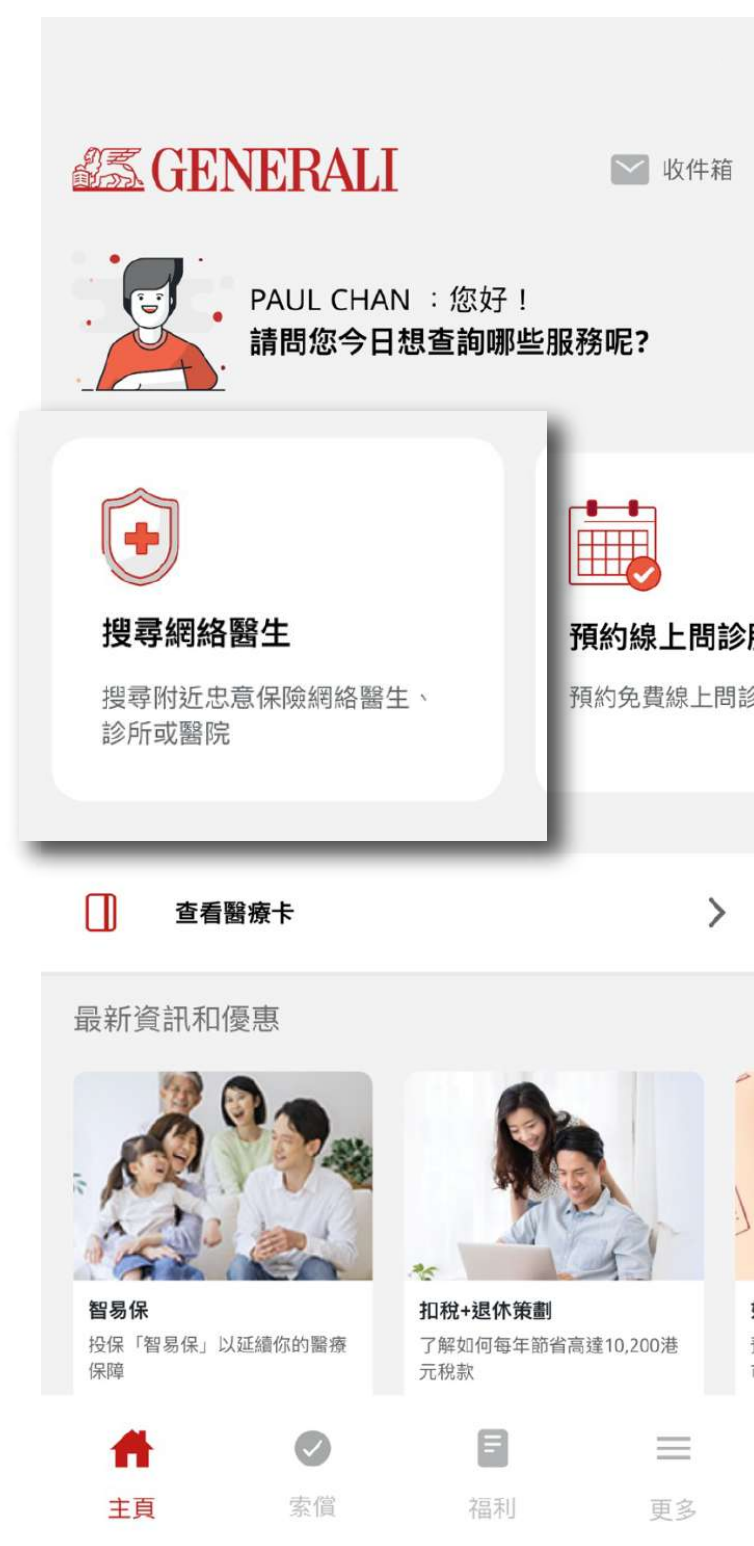 GENERALI
收件箱
PAUL CHAN ：您好！
請問您今日想查詢哪些服務呢?
搜尋網絡醫生
搜尋附近忠意保險網絡醫生、
診所或醫院
預約線上問診
預約免費線上問診
查看醫療卡
最新資訊和優惠
智易保
投保「智易保」以延續你的醫療
保障
扣稅+退休策劃
了解如何每年節省高達10,200港
元稅款
主頁
索償
福利
更多